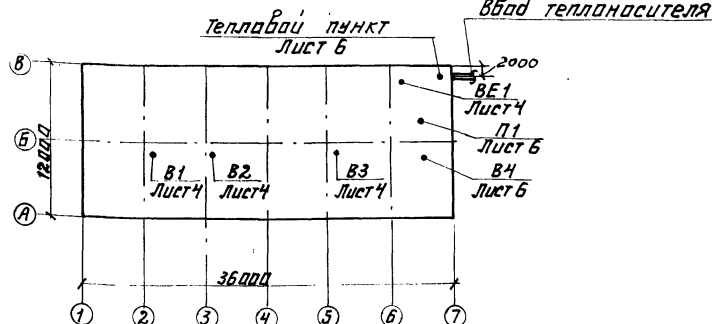 Ввод теплоносителя
Тепловой пункт
Лист 6
В
2000
ВЕ1
Лист 4
Б
П1
Лист 6
12000
В1
Лист 4
В2
Лист 4
В3
Лист 4
В4
Лист 6
А
36000
1 2 3 4 5 6 7